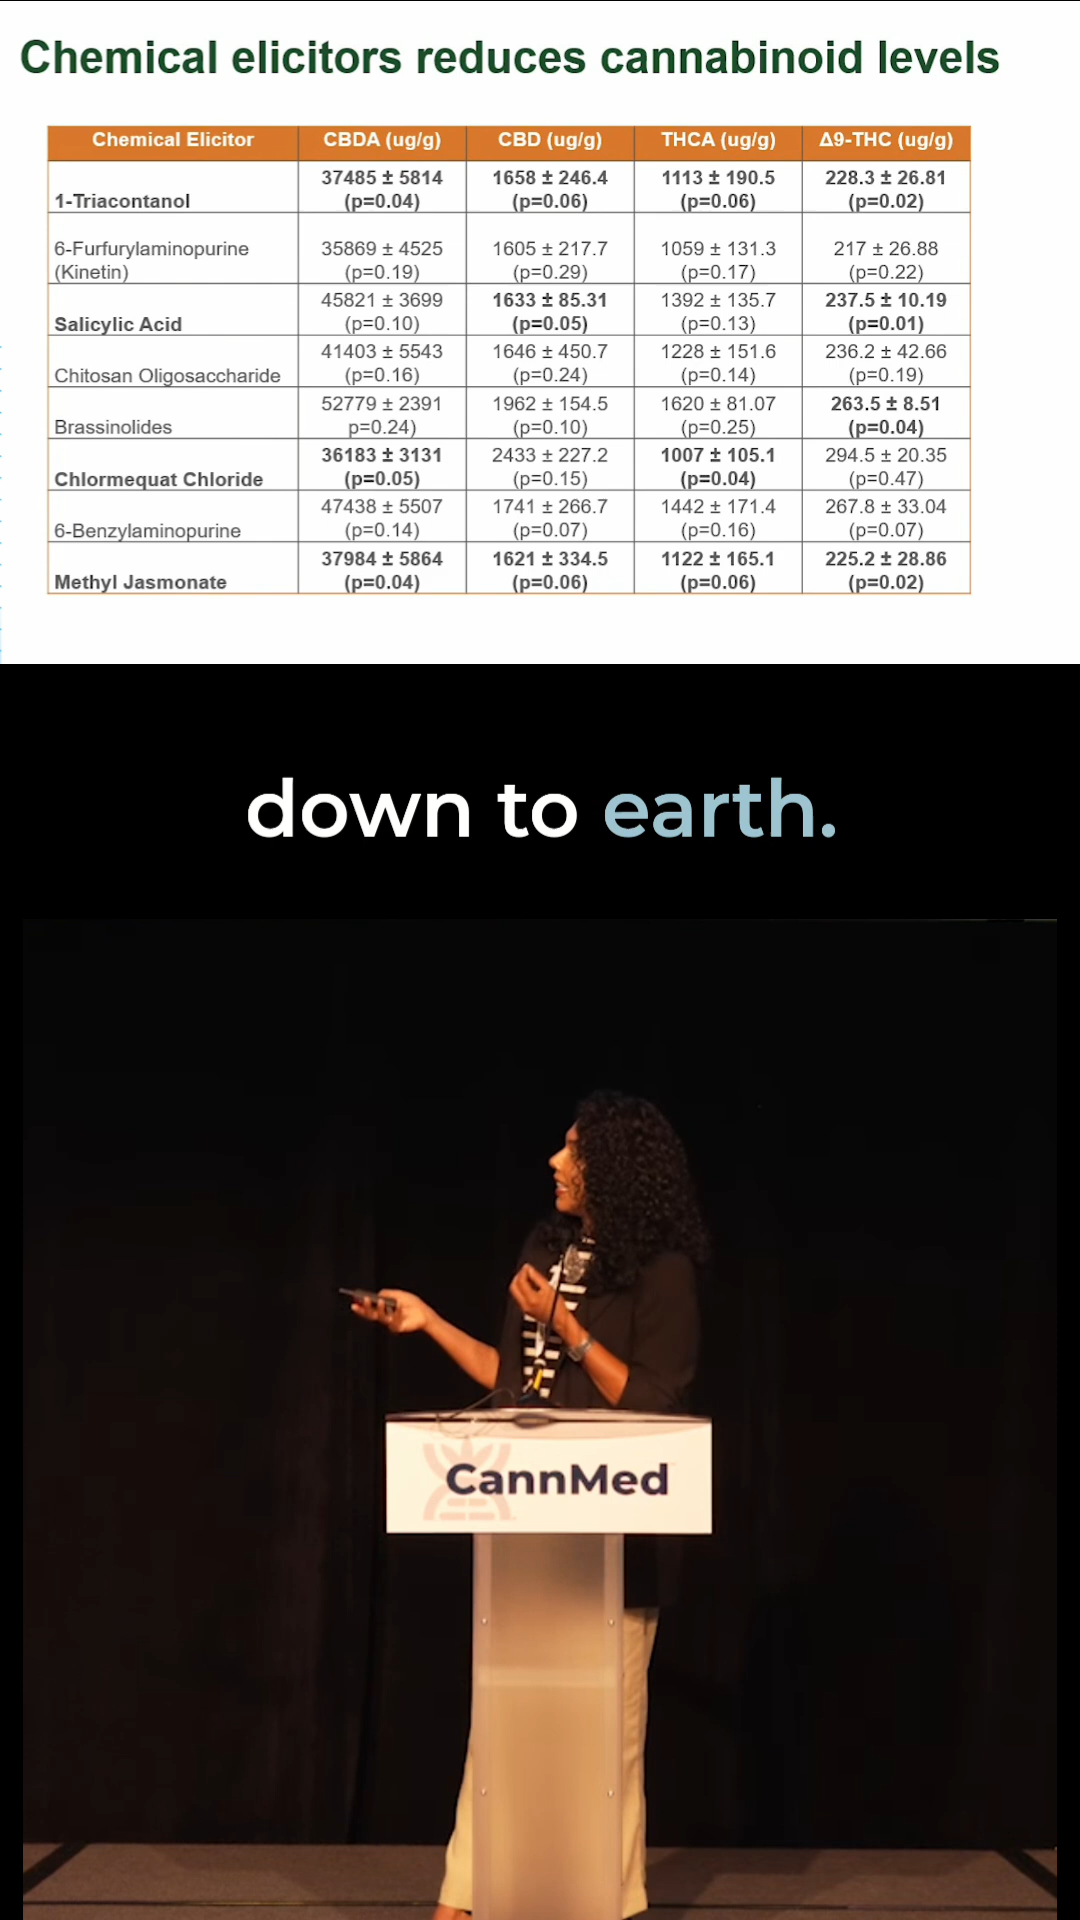 Chemical elicitors reduces cannabinoid levels
Chemical Elicitor CBDA (ug/g) CBD (ug/g) THCA (ug/g) Δ9-THC (ug/g)
37485 ± 5814 1658 ± 246.4 1113 ± 190.5 228.3 ± 26.81
1-Triacontanol (p=0.04) (p=0.06) (p=0.06) (p=0.02)
6-Furfurylaminopurine 35869 ± 4525 1605 ± 217.7 1059 ± 131.3 217 ± 26.88
(Kinetin) (p=0.19) (p=0.29) (p=0.17) (p=0.22)
45821 ± 3699 1633 ± 85.31 1392 ± 135.7 237.5 ± 10.19
Salicylic Acid (p=0.10) (p=0.05) (p=0.13) (p=0.01)
41403 ± 5543 1646 ± 450.7 1228 ± 151.6 236.2 ± 42.66
Chitosan Oligosaccharide (p=0.16) (p=0.24) (p=0.14) (p=0.19)
52779 ± 2391 1962 ± 154.5 1620 ± 81.07 263.5 ± 8.51
Brassinolides p=0.24) (p=0.10) (p=0.25) (p=0.04)
36183 ± 3131 2433 ± 227.2 1007 ± 105.1 294.5 ± 20.35
Chlormequat Chloride (p=0.05) (p=0.15) (p=0.04) (p=0.47)
47438 ± 5507 1741 ± 266.7 1442 ± 171.4 267.8 ± 33.04
6-Benzylaminopurine (p=0.14) (p=0.07) (p=0.16) (p=0.07)
37984 ± 5864 1621 ± 334.5 1122 ± 165.1 225.2 ± 28.86
Methyl Jasmonate (p=0.04) (p=0.06) (p=0.06) (p=0.02)
down to earth.
CannMed